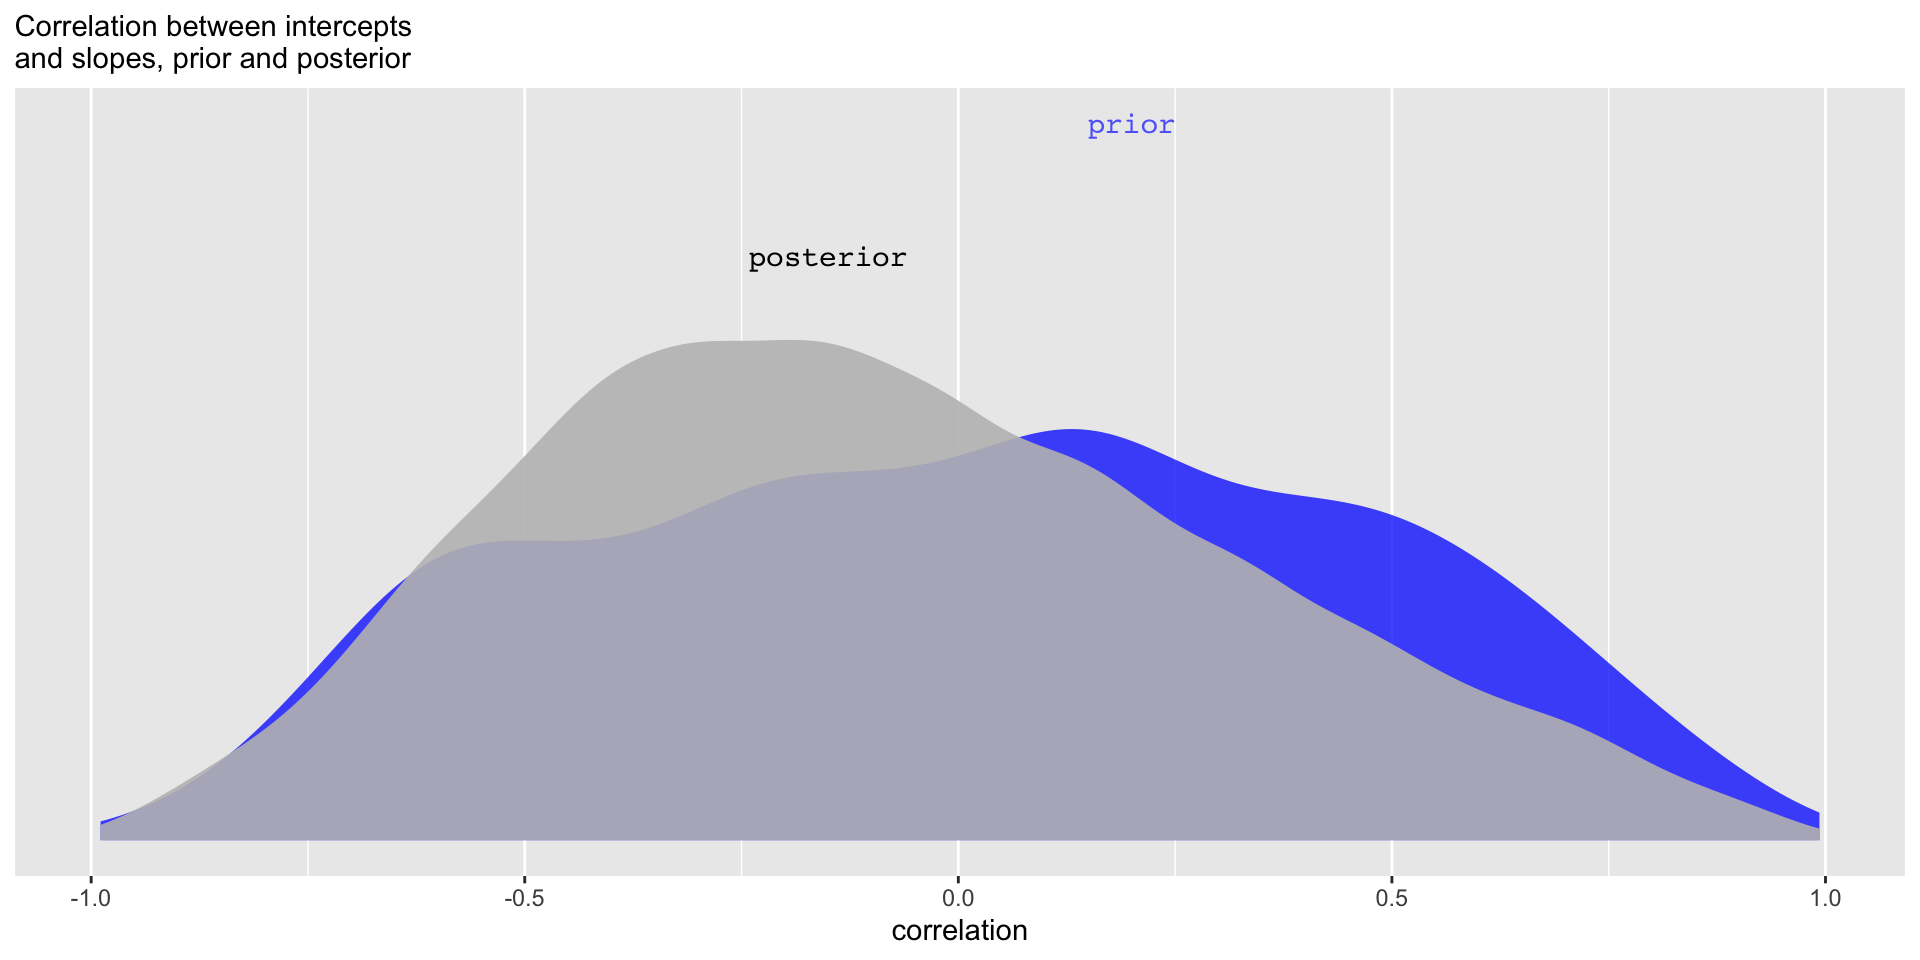 Correlation between intercepts
and slopes, prior and posterior
prior
posterior
-1.0 -0.5 0.0 0.5 1.0
correlation